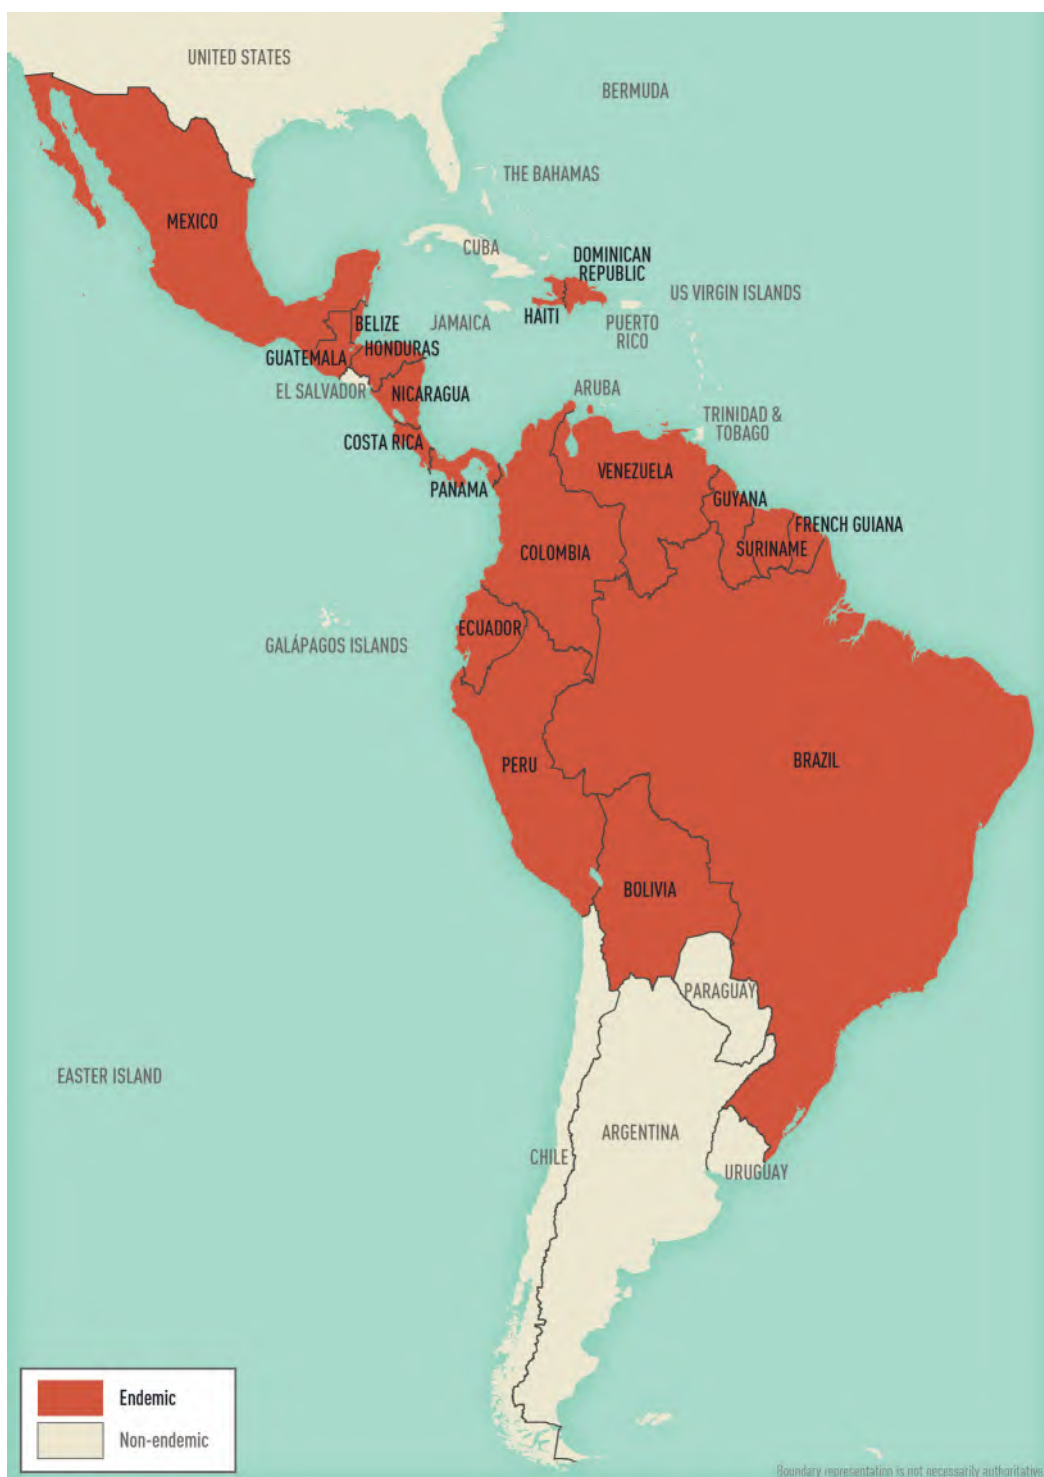 UNITED STATES
BERMUDA
THE BAHAMAS
MEXICO
CUBA
DOMINICAN
REPUBLIC
US VIRGIN ISLANDS
HAITI
BELIZE
JAMAICA
PUERTO
RICO
HONDURAS
GUATEMALA
EL SALVADOR
NICARAGUA
ARUBA
TRINIDAD &
TOBAGO
COSTA RICA
VENEZUELA
PANAMA
GUYANA
FRENCH GUIANA
COLOMBIA
SURINAME
ECUADOR
GALÁPAGOS ISLANDS
PERU
BRAZIL
BOLIVIA
PARAGUAY
EASTER ISLAND
ARGENTINA
CHILE
URUGUAY
Endemic
Non-endemic
Boundary representation is not necessarily authoritative